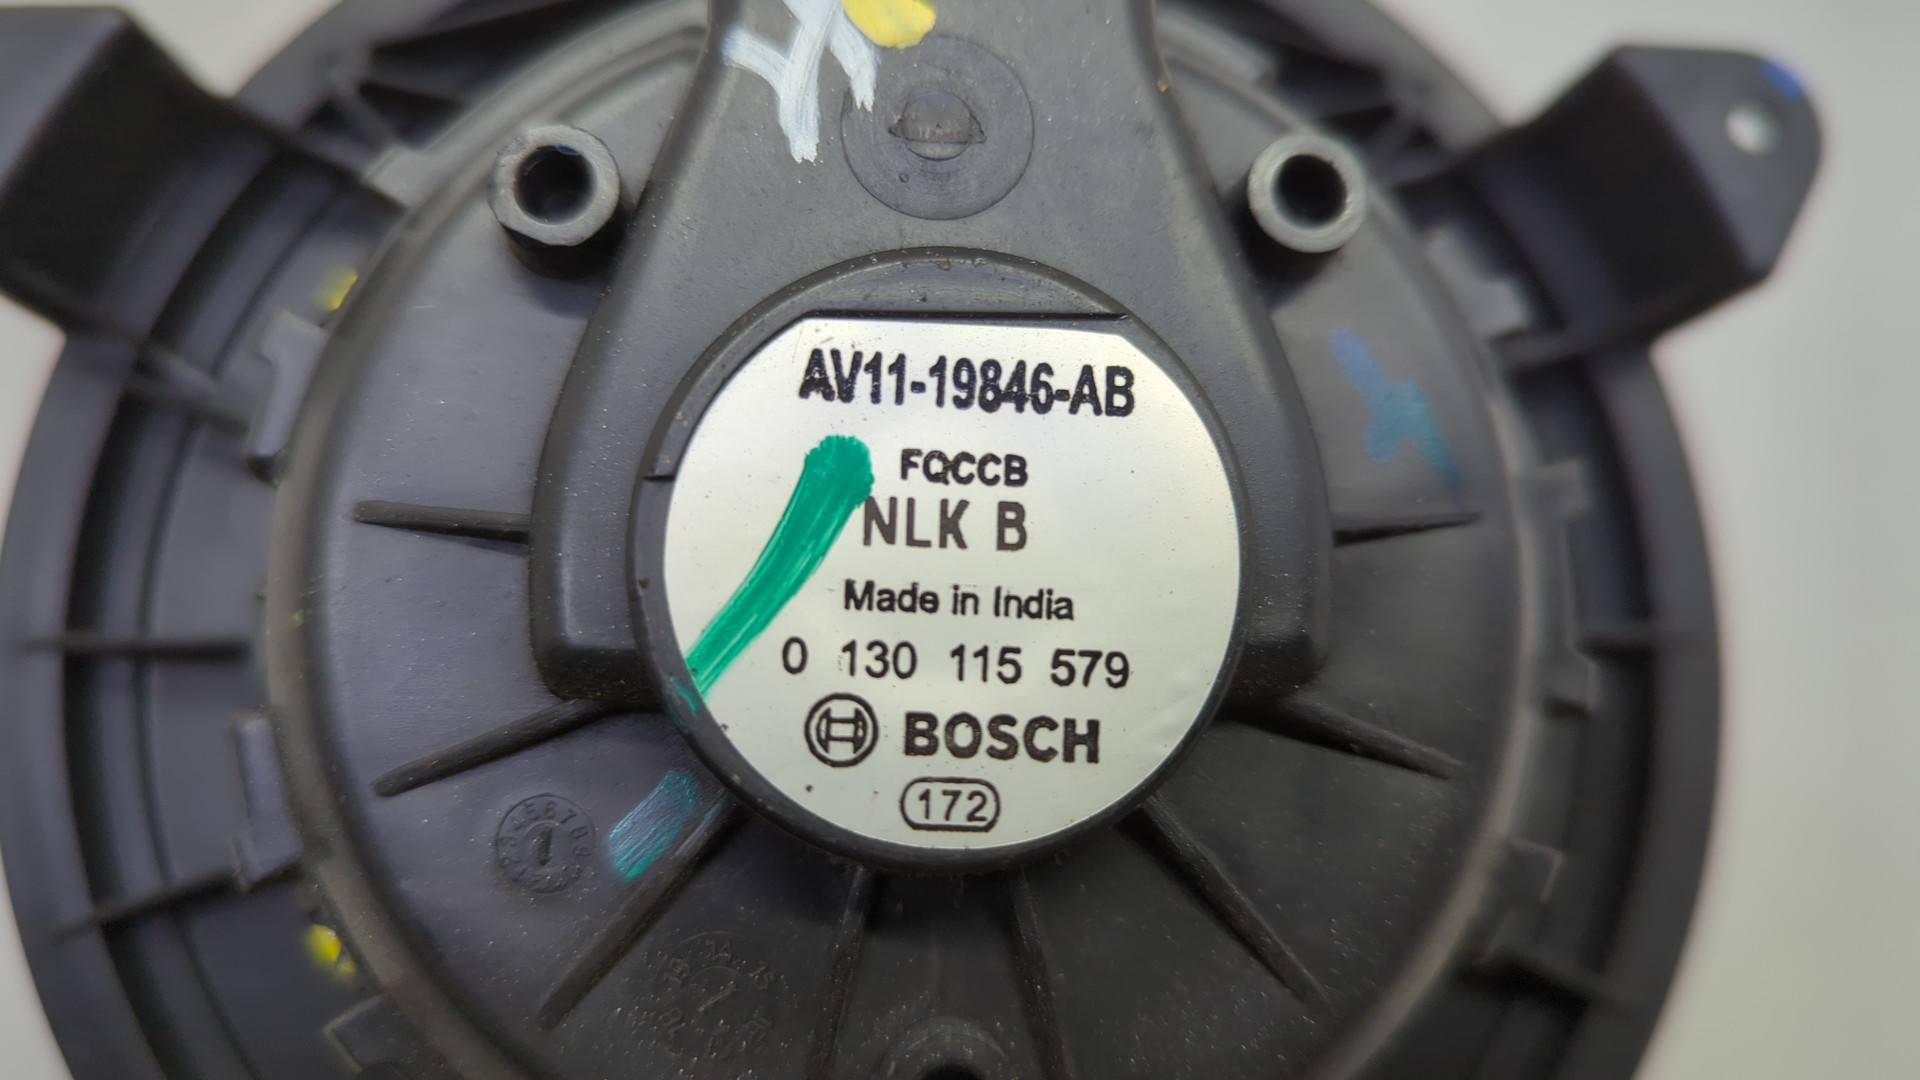 AV11-19846-AB
FQCCB
NLK B
Made in India
0 130 115 579
BOSCH
172